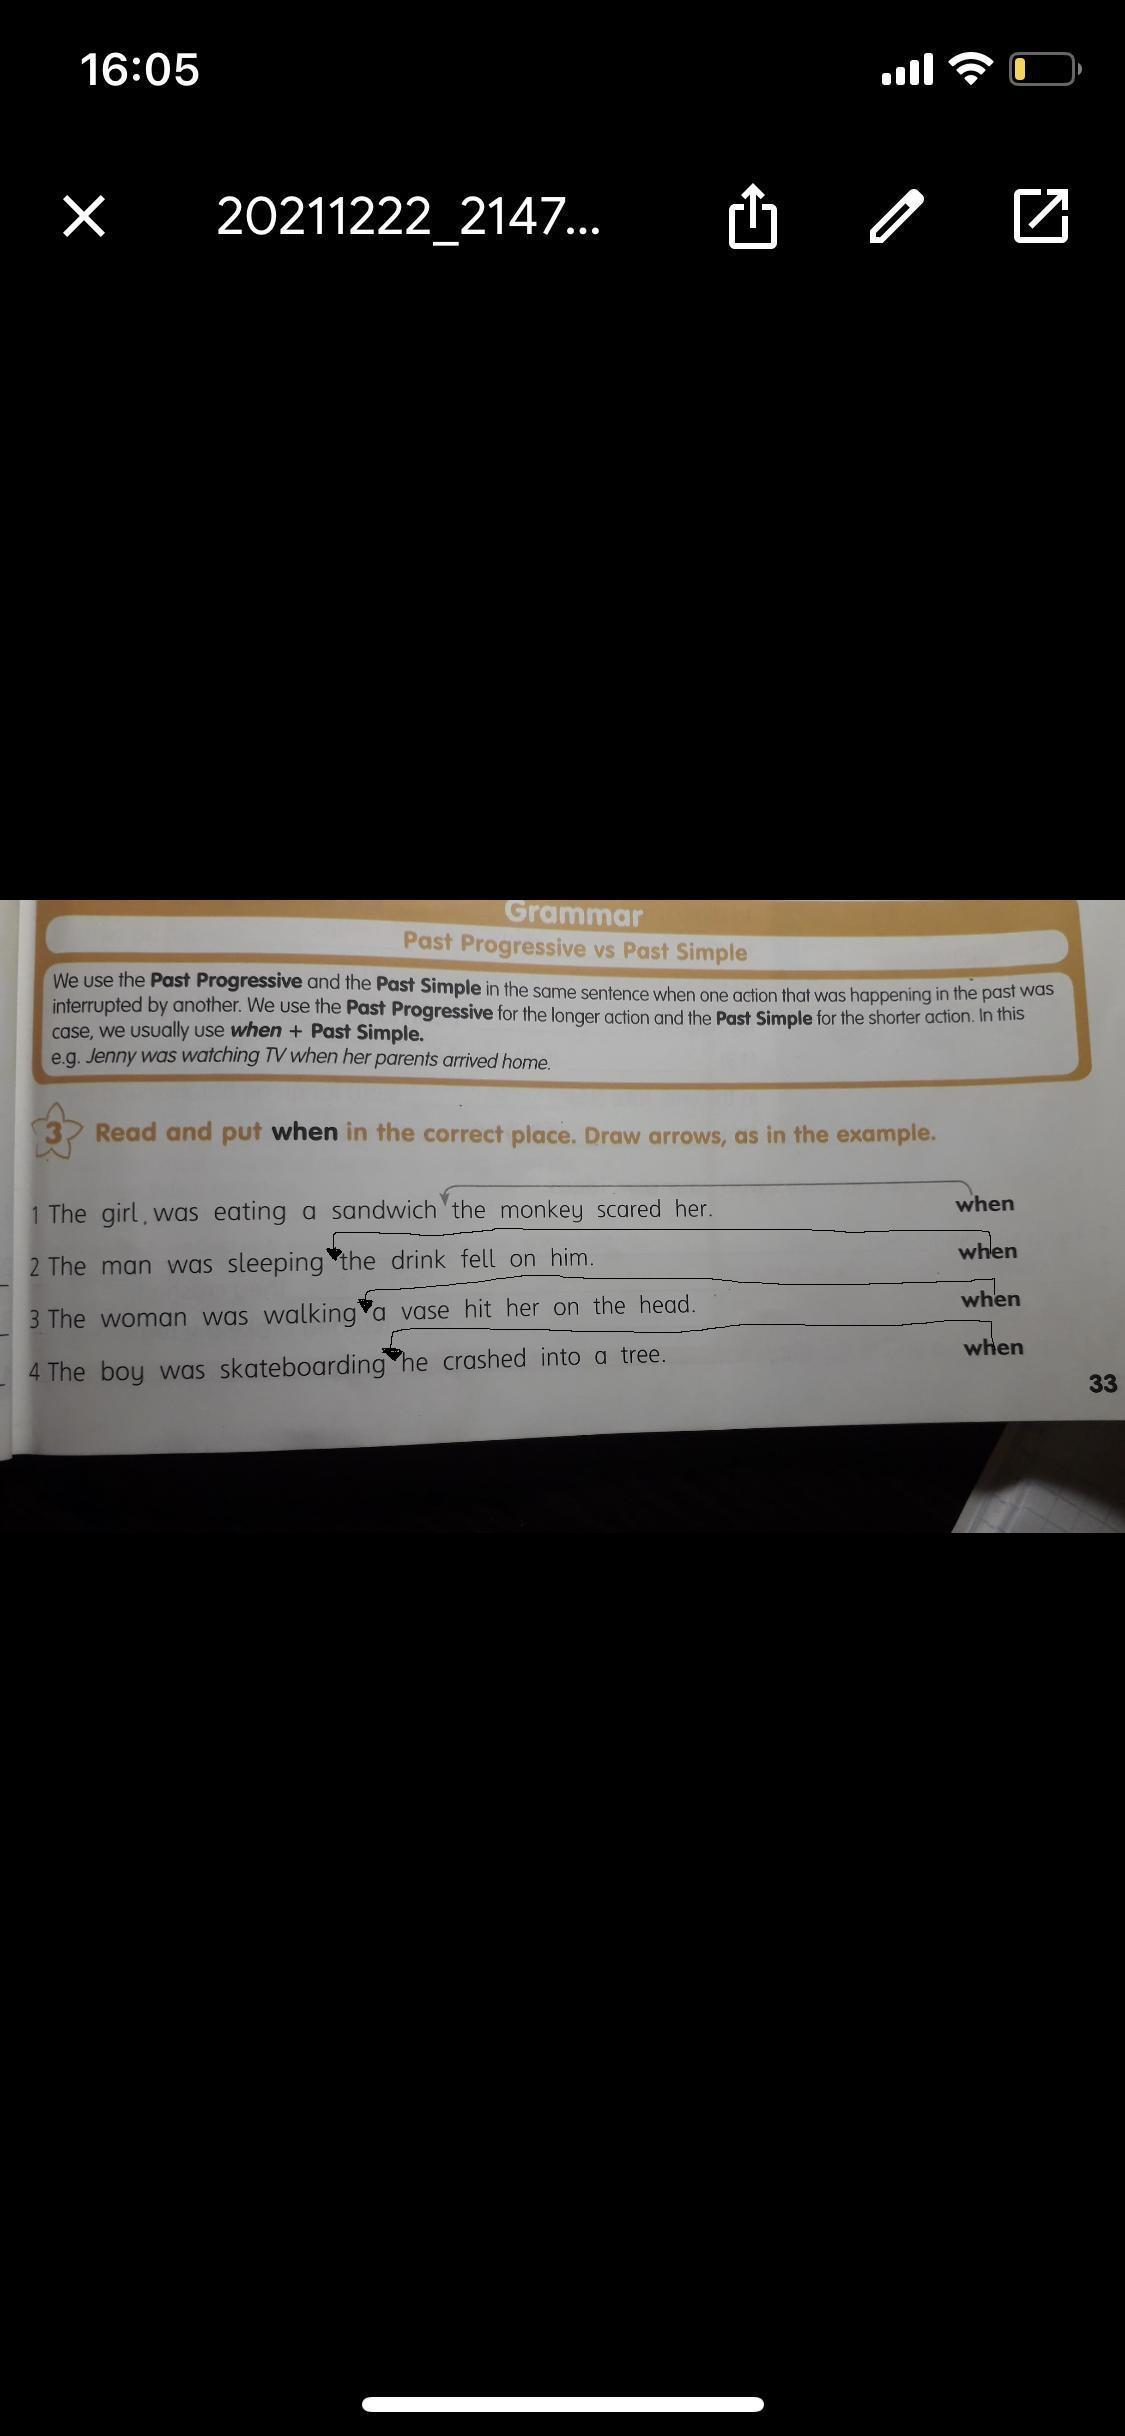 16:05
20211222_2147...
Grammar
Past Progressive vs Past Simple
We use the Past Progressive and the Past Simple in the same sentence when one action that was happening in the past was
interrupted by another. We use the Past Progressive for the longer action and the Past Simple for the shorter action. In this
case, we usually use when + Past Simple.
e.g. Jenny was watching TV when her parents arrived home.
3 Read and put when in the correct place. Draw arrows, as in the example.
1 The girl was eating a sandwich the monkey scared her. when
2 The man was sleeping the drink fell on him. when
3 The woman was walking a vase hit her on the head. when
4 The boy was skateboarding he crashed into a tree. when
33